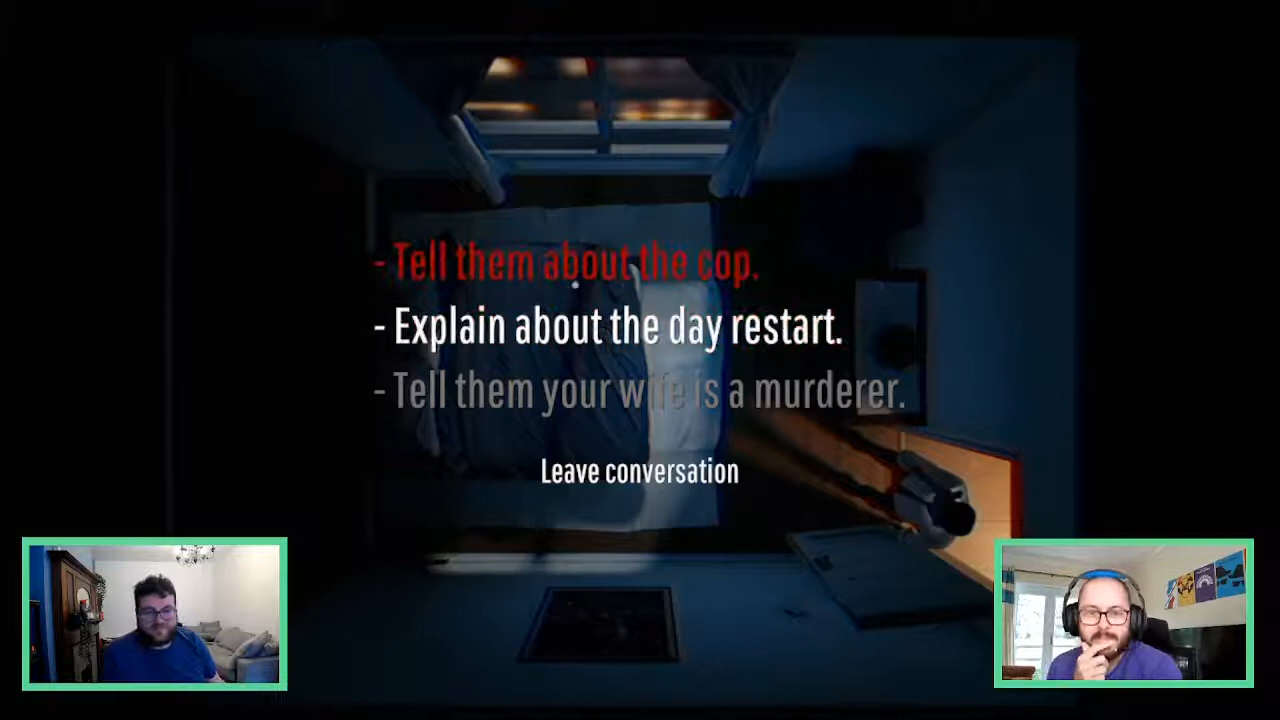 - Tell them about the cop.
- Explain about the day restart.
- Tell them your wife is a murderer.
Leave conversation